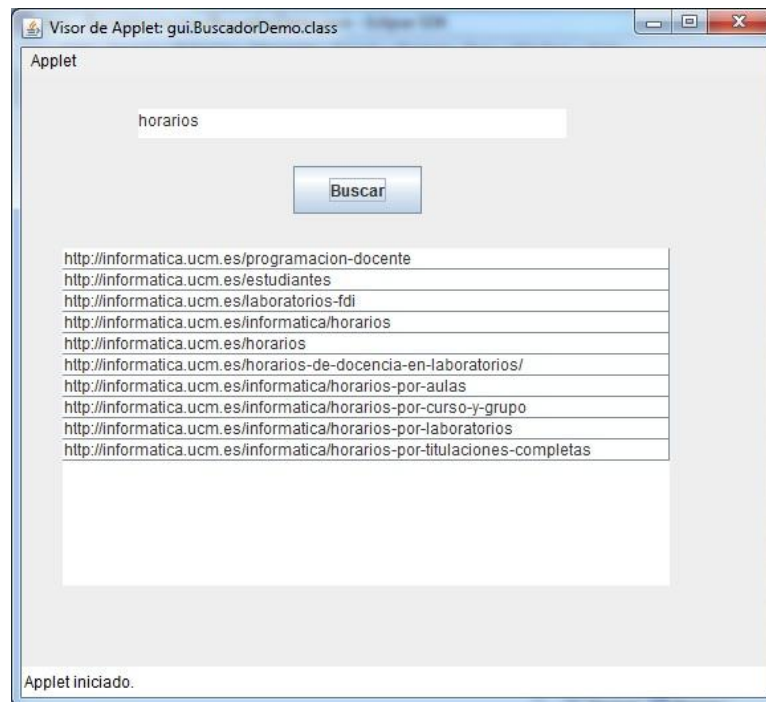 Visor de Applet: gui.BuscadorDemo.class
Applet
horarios
Buscar
http://informatica.ucm.es/programacion-docente
http://informatica.ucm.es/estudiantes
http://informatica.ucm.es/laboratorios-fdi
http://informatica.ucm.es/informatica/horarios
http://informatica.ucm.es/horarios
http://informatica.ucm.es/horarios-de-docencia-en-laboratorios/
http://informatica.ucm.es/informatica/horarios-por-aulas
http://informatica.ucm.es/informatica/horarios-por-curso-y-grupo
http://informatica.ucm.es/informatica/horarios-por-laboratorios
http://informatica.ucm.es/informatica/horarios-por-titulaciones-completas
Applet iniciado.